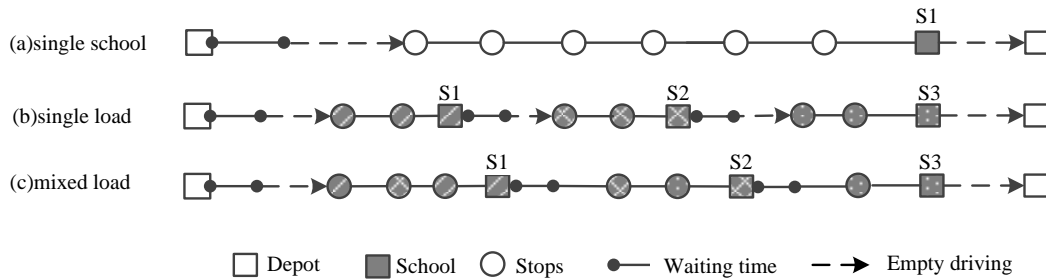 S1
(a)single school
S1 S2 S3
(b)single load
S1 S2 S3
(c)mixed load
Depot School Stops Waiting time Empty driving